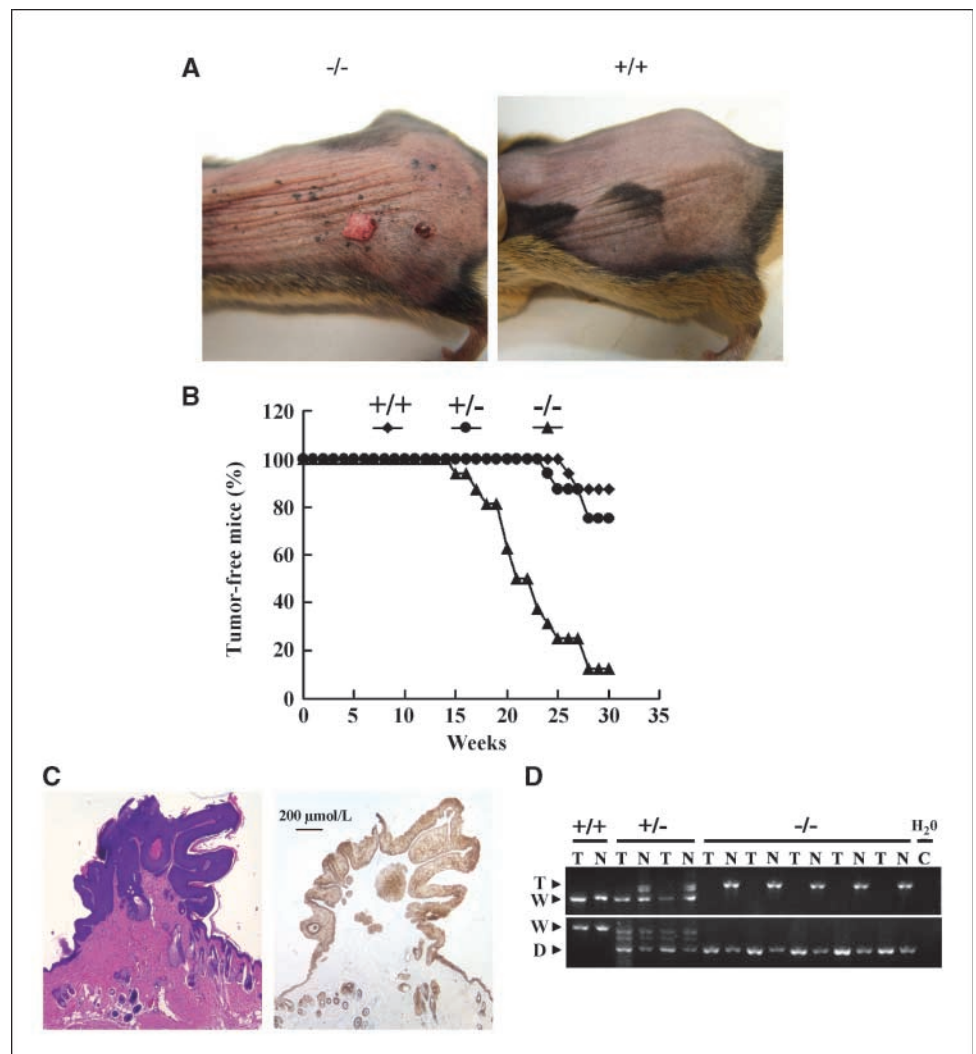 A
-/-
+/+
B
+/+
+/-
-/-
120
100
80
60
40
20
0
Tumor-free mice (%)
0 5 10 15 20 25 30 35
Weeks
C
200 µmol/L
D
+/+ +/- -/- H₂0
T N T N T N T N T N T N T N T N C
T
W
W
D